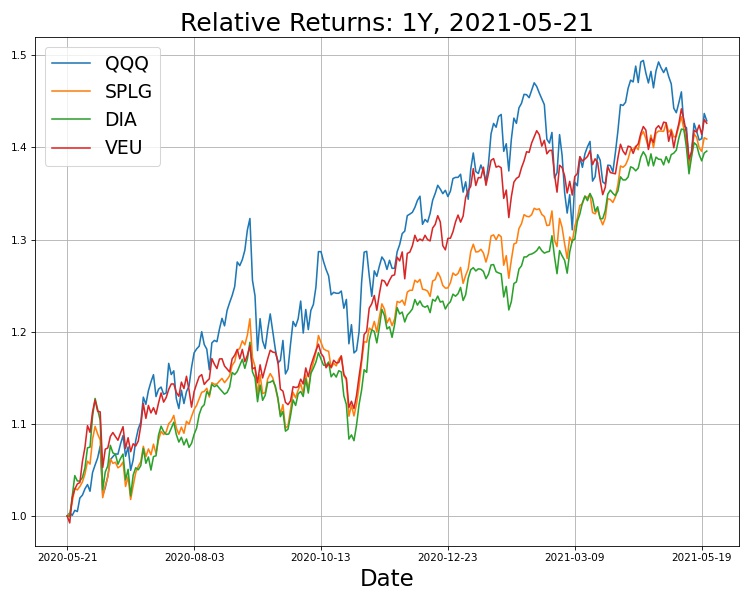 Relative Returns: 1Y, 2021-05-21
QQQ
SPLG
DIA
VEU
1.5
1.4
1.3
1.2
1.1
1.0
2020-05-21
2020-08-03
2020-10-13
2020-12-23
2021-03-09
2021-05-19
Date